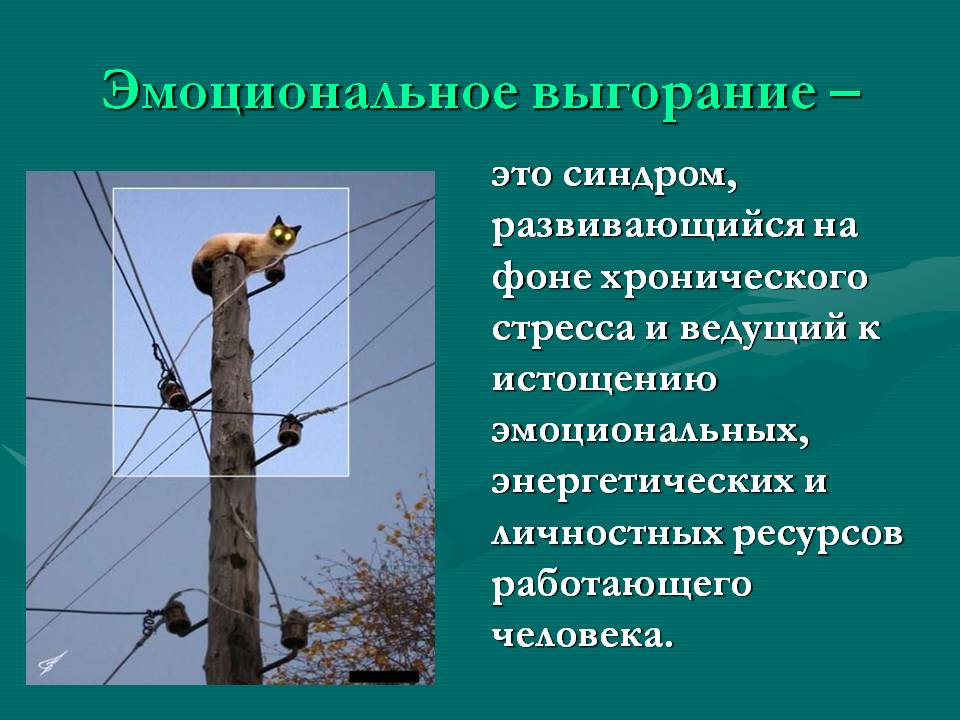 Эмоциональное выгорание –
это синдром,
развивающийся на
фоне хронического
стресса и ведущий к
истощению
эмоциональных,
энергетических и
личностных ресурсов
работающего
человека.